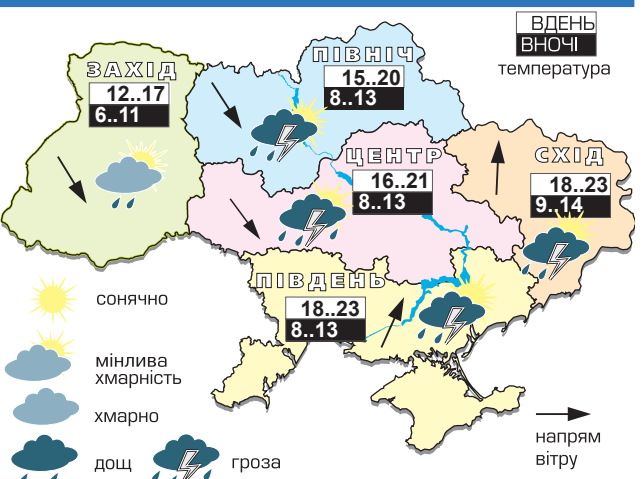 ВДЕНЬ
ВНОЧІ
температура
ПІВНІЧ
15..20
8..13
ЗАХІД
12..17
6..11
ЦЕНТР
16..21
8..13
СХІД
18..23
9..14
ПІВДЕНЬ
18..23
8..13
сонячно
мінлива
хмарність
хмарно
дощ
гроза
напрям
вітру